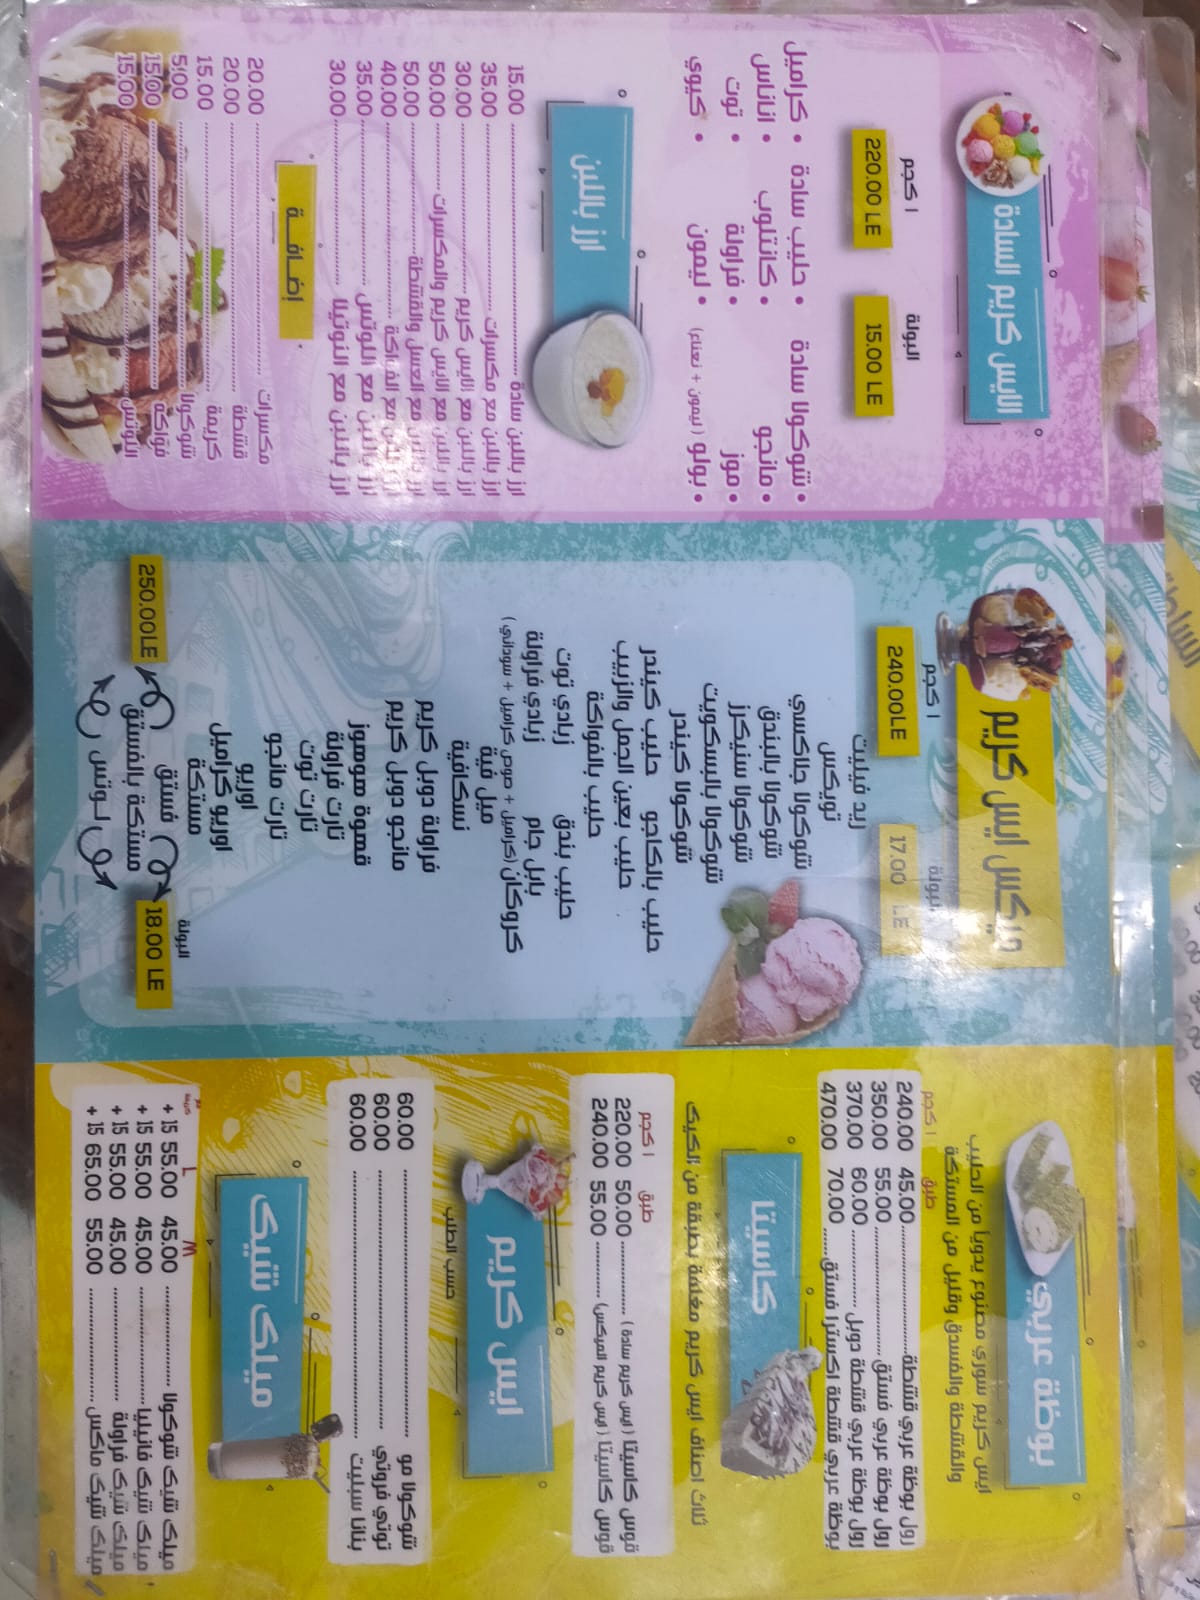 الايس كريم السادة
١ كجم
البولة
220.00 LE
15.00 LE
• شوكولا سادة • حليب سادة • كراميل
• مانجو • كانتلوب • اناناس
• موز • فراولة • توت
• بولو (ليمون + نعناع) • ليمون • كيوي
ارز باللبن
ارز باللبن سادة 15.00
ارز باللبن مع مكسرات 35.00
ارز باللبن مع الايس كريم 30.00
ارز باللبن مع الايس كريم والمكسرات 50.00
ارز باللبن مع العسل والقشطة 50.00
ارز باللبن مع الفواكة 40.00
ارز باللبن مع اللوتس 35.00
ارز باللبن مع النوتيلا 30.00
إضافة
مكسرات 20.00
قشطة 20.00
كريمة 15.00
شوكولا 5.00
فواكة 15.00
اللوتس 15.00
ميكس ايس كريم
١ كجم
البولة
240.00LE
17.00 LE
ريد فيليت
تويكس
شوكولا جلاكسي
شوكولا بالبندق
شوكولا سنيكرز
شوكولا بالبسكويت
شوكولا كيندر
حليب بالكاجو حليب كيندر
حليب بعين الجمل والزبيب
حليب بالفواكة
حليب بندق زبادي توت
بابل جام زبادي فراولة
كروكان (كراميل + صوص كراميل + سوداني)
ميل فية
نسكافية
فراولة دوبل كريم
مانجو دوبل كريم
قهوة هوهوز
تارت فراولة
تارت توت
تارت مانجو
اوريو
اوريو كراميل
مستكة
فستق
مستكة بالفستق
لوتس
250.00LE
البولة
18.00 LE
بوظة عربي
ايس كريم سوري مصنوع يدويا من الحليب
والقشطة والفسدق وقليل من المستكة
طبق ١ كجم
رول بوظة عربي قشطة 45.00 240.00
رول بوظة عربي فستق 55.00 350.00
رول بوظة عربي قشطة دوبل 60.00 370.00
بوظة عربي قشطة اكسترا فستق 70.00 470.00
كاسيتا
ثلاث اصناف ايس كريم مغلفة بطبقة من الكيك
طبق ١ كجم
قوس كاسيتا ( ايس كريم سادة ) 50.00 220.00
قوس كاسيتا ( ايس كريم الميكس ) 55.00 240.00
ايس كريم
حسب الطلب
شوكولا مو 60.00
توتي فروتي 60.00
بنانا سبليت 60.00
ميلك شيك
M L مع كريمة
ميلك شيك شوكولا 45.00 55.00 15 +
ميلك شيك فانيليا 45.00 55.00 15 +
ميلك شيك فراولة 45.00 55.00 15 +
ميلك شيك ماكس 55.00 65.00 15 +